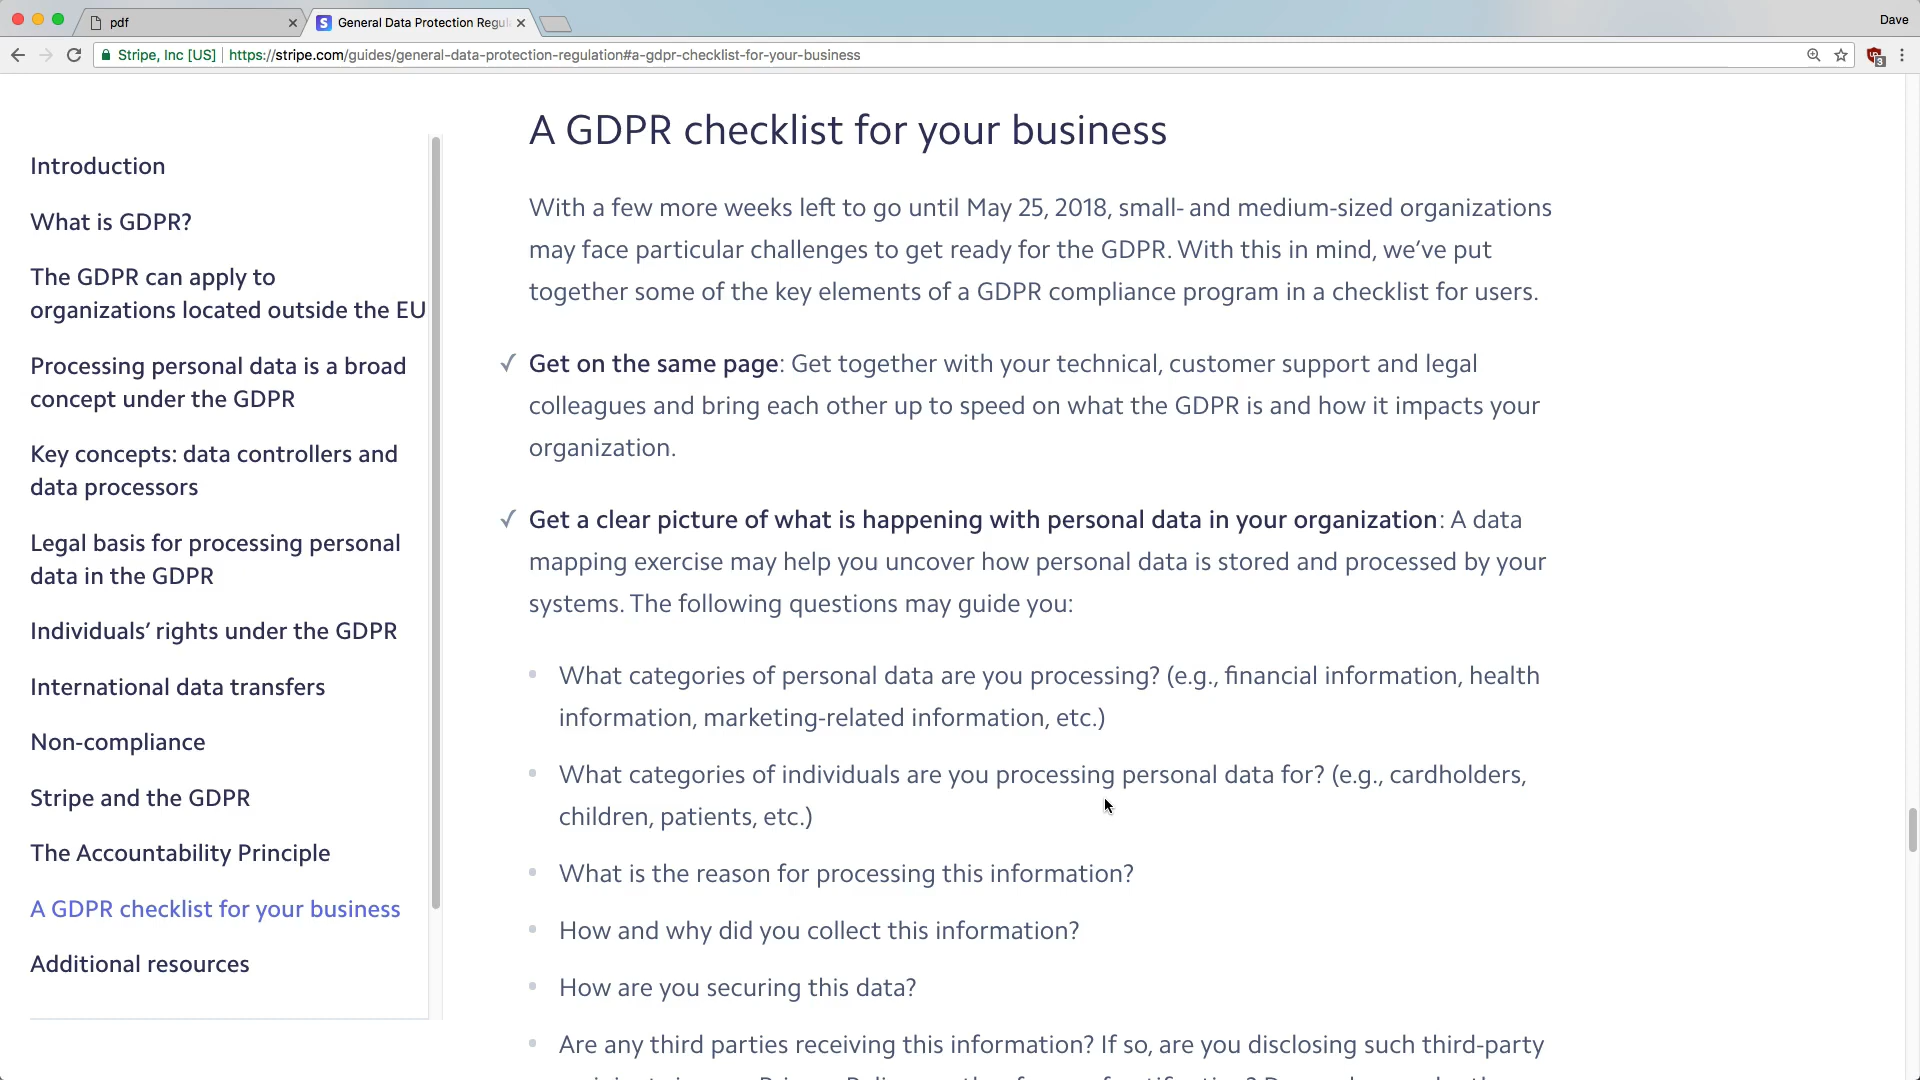 pdf
General Data Protection Regul
Dave
Stripe, Inc [US]
https://stripe.com/guides/general-data-protection-regulation#a-gdpr-checklist-for-your-business
3
Introduction
What is GDPR?
The GDPR can apply to
organizations located outside the EU
Processing personal data is a broad
concept under the GDPR
Key concepts: data controllers and
data processors
Legal basis for processing personal
data in the GDPR
Individuals’ rights under the GDPR
International data transfers
Non-compliance
Stripe and the GDPR
The Accountability Principle
A GDPR checklist for your business
Additional resources
A GDPR checklist for your business
With a few more weeks left to go until May 25, 2018, small- and medium-sized organizations
may face particular challenges to get ready for the GDPR. With this in mind, we’ve put
together some of the key elements of a GDPR compliance program in a checklist for users.
✓ Get on the same page: Get together with your technical, customer support and legal
colleagues and bring each other up to speed on what the GDPR is and how it impacts your
organization.
✓ Get a clear picture of what is happening with personal data in your organization: A data
mapping exercise may help you uncover how personal data is stored and processed by your
systems. The following questions may guide you:
• What categories of personal data are you processing? (e.g., financial information, health
information, marketing-related information, etc.)
• What categories of individuals are you processing personal data for? (e.g., cardholders,
children, patients, etc.)
• What is the reason for processing this information?
• How and why did you collect this information?
• How are you securing this data?
• Are any third parties receiving this information? If so, are you disclosing such third-party